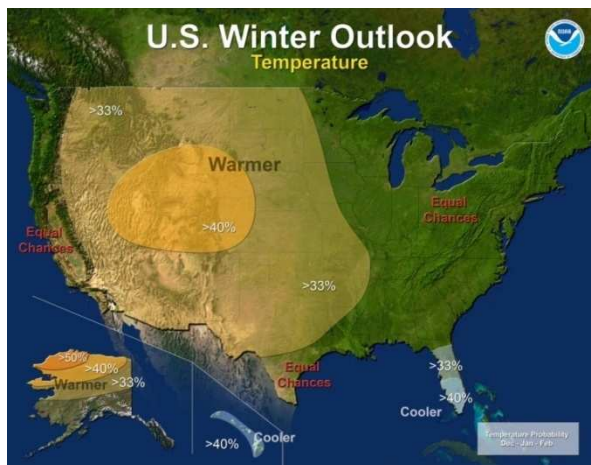 U.S. Winter Outlook
Temperature
NOAA
>33%
Warmer
>40%
Equal
Chances
Equal
Chances
>33%
>50%
>40%
Warmer
>33%
Equal
Chances
>33%
>40%
Cooler
>40%
Cooler
Temperature Probability
Dec - Jan - Feb